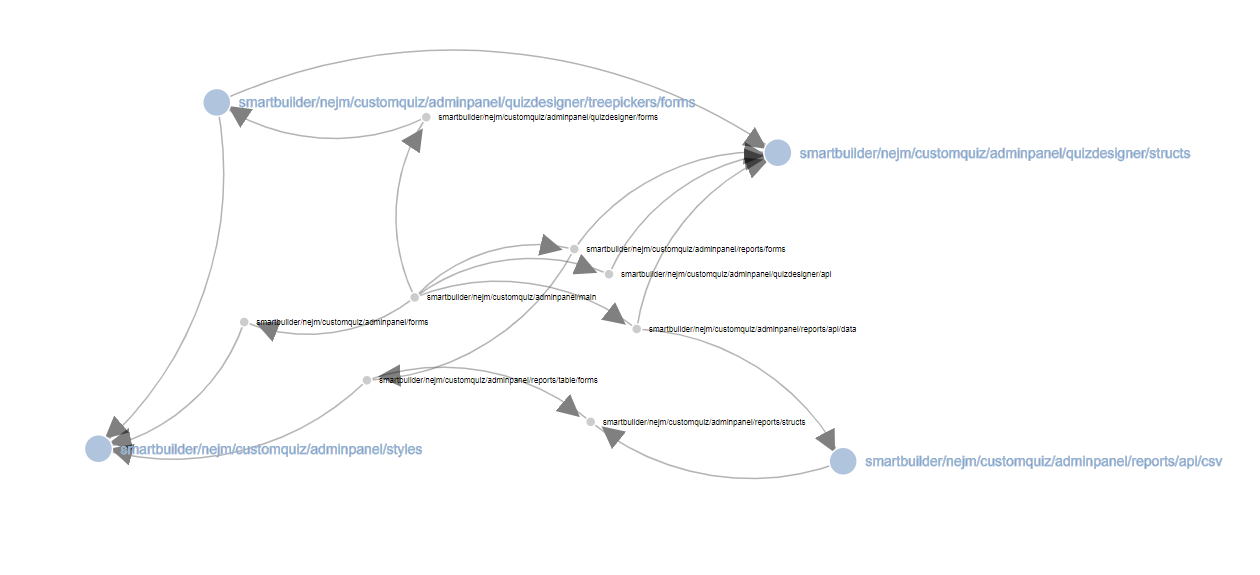 smartbuilder/nejm/customquiz/adminpanel/quizdesigner/treepickers/forms
smartbuilder/nejm/customquiz/adminpanel/quizdesigner/forms
smartbuilder/nejm/customquiz/adminpanel/quizdesigner/structs
smartbuilder/nejm/customquiz/adminpanel/reports/forms
smartbuilder/nejm/customquiz/adminpanel/quizdesigner/api
smartbuilder/nejm/customquiz/adminpanel/main
smartbuilder/nejm/customquiz/adminpanel/forms
smartbuilder/nejm/customquiz/adminpanel/reports/api/data
smartbuilder/nejm/customquiz/adminpanel/reports/table/forms
smartbuilder/nejm/customquiz/adminpanel/reports/structs
smartbuilder/nejm/customquiz/adminpanel/styles
smartbuilder/nejm/customquiz/adminpanel/reports/api/csv